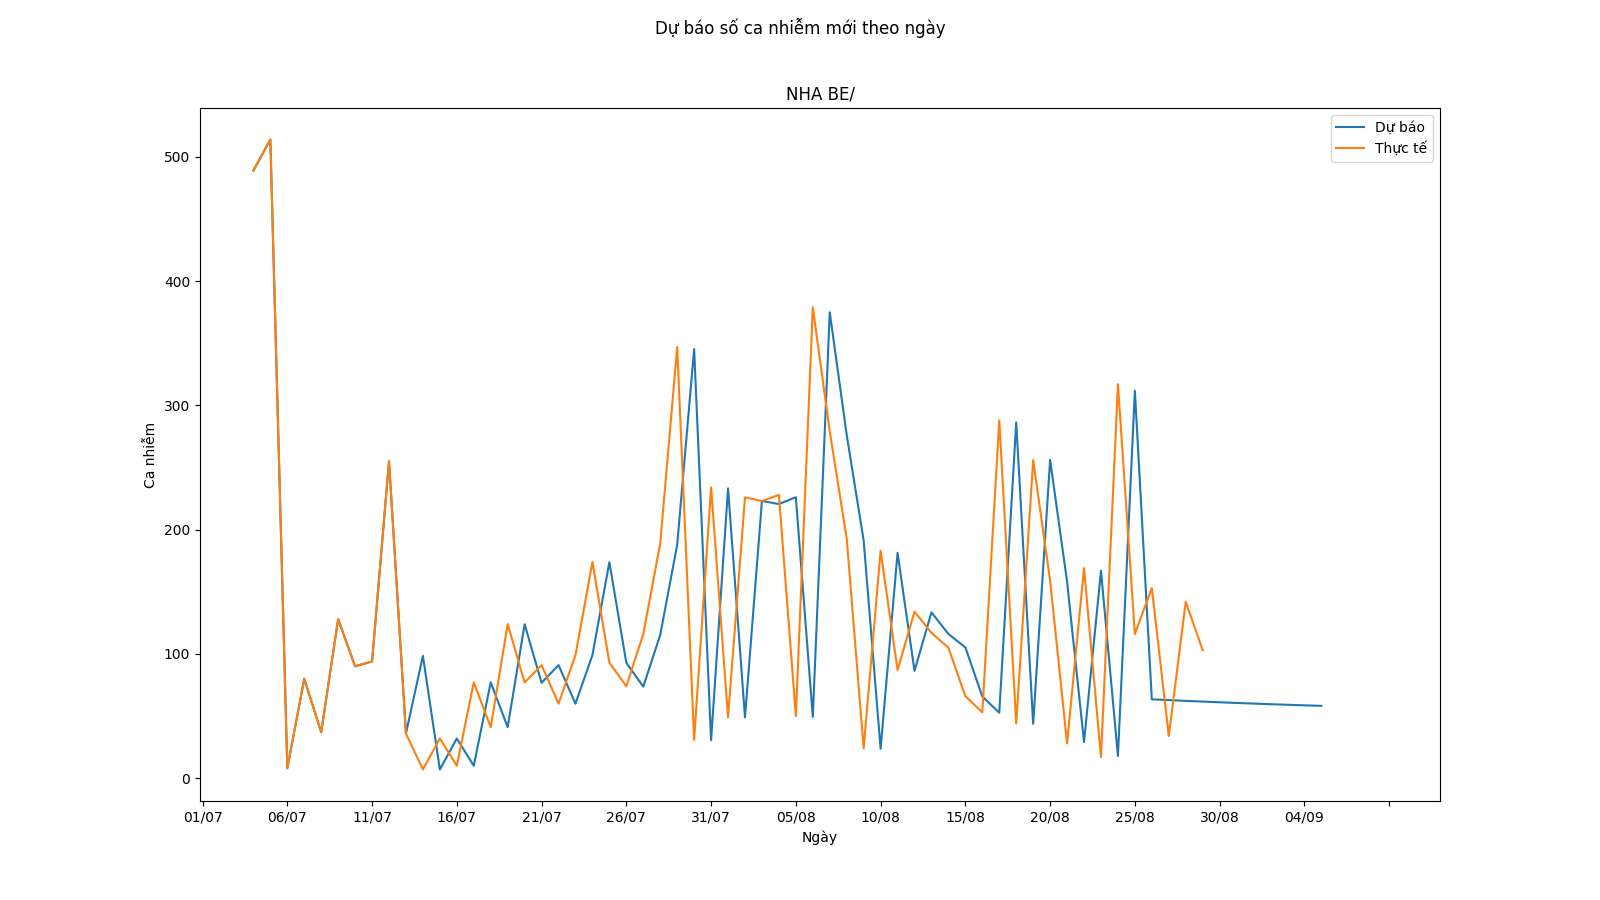 Dự báo số ca nhiễm mới theo ngày
NHA BE/
Dự báo
Thực tế
500
400
300
200
100
0
Ca nhiễm
01/07 06/07 11/07 16/07 21/07 26/07 31/07 05/08 10/08 15/08 20/08 25/08 30/08 04/09
Ngày